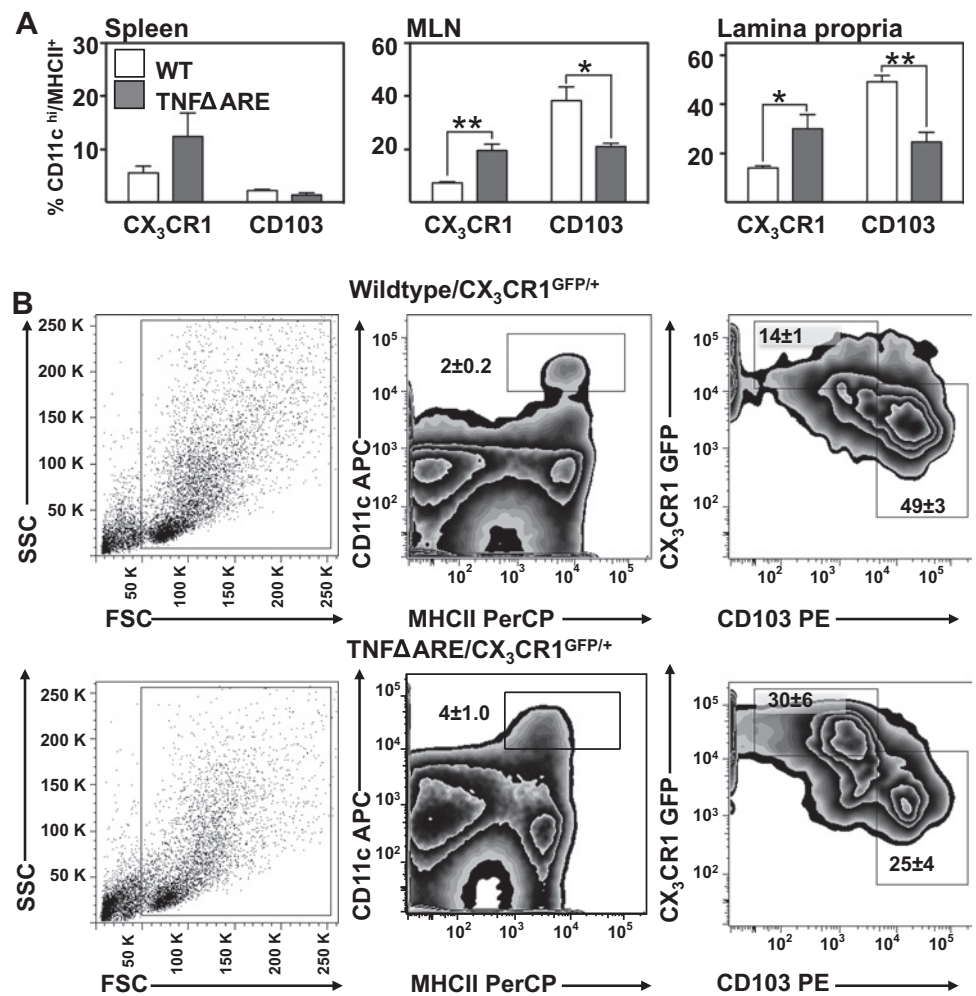 A
Spleen
MLN
Lamina propria
% CD11c hi/MHCII+
30
20
10
WT
TNFΔARE
CX3CR1
CD103
60
40
20
**
*
CX3CR1
CD103
60
40
20
*
**
CX3CR1
CD103
B
Wildtype/CX3CR1GFP/+
SSC
250 K
200 K
150 K
100 K
50 K
50 K
100 K
150 K
200 K
250 K
FSC
CD11c APC
10^5
10^4
10^3
10^2
2±0.2
10^2
10^3
10^4
10^5
MHCII PerCP
CX3CR1 GFP
10^5
10^4
10^3
10^2
14±1
49±3
10^2
10^3
10^4
10^5
CD103 PE
TNFΔARE/CX3CR1GFP/+
SSC
250 K
200 K
150 K
100 K
50 K
50 K
100 K
150 K
200 K
250 K
FSC
CD11c APC
10^5
10^4
10^3
10^2
4±1.0
10^2
10^3
10^4
10^5
MHCII PerCP
CX3CR1 GFP
10^5
10^4
10^3
10^2
30±6
25±4
10^2
10^3
10^4
10^5
CD103 PE